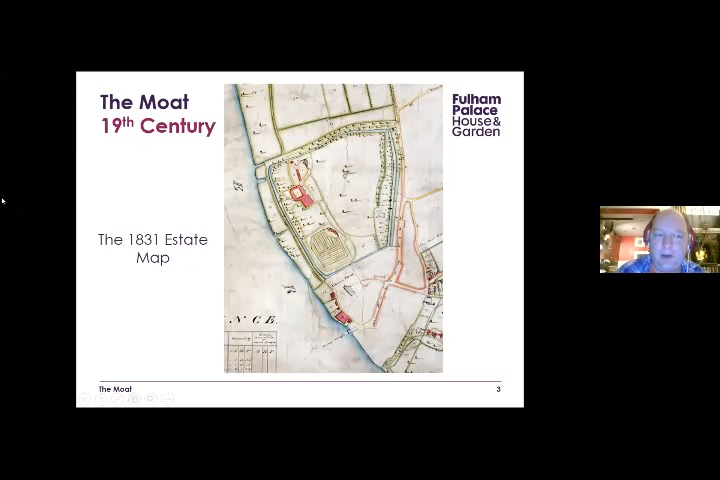 The Moat
19th Century
Fulham
Palace
House &
Garden
The 1831 Estate
Map
N C E.
The Moat
3